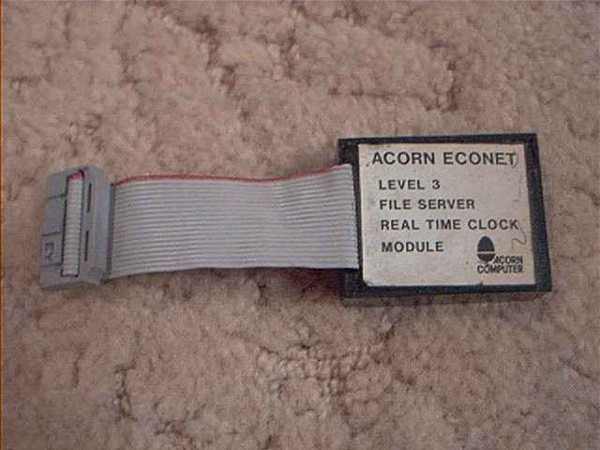 ACORN ECONET
LEVEL 3
FILE SERVER
REAL TIME CLOCK
MODULE
ACORN
COMPUTER